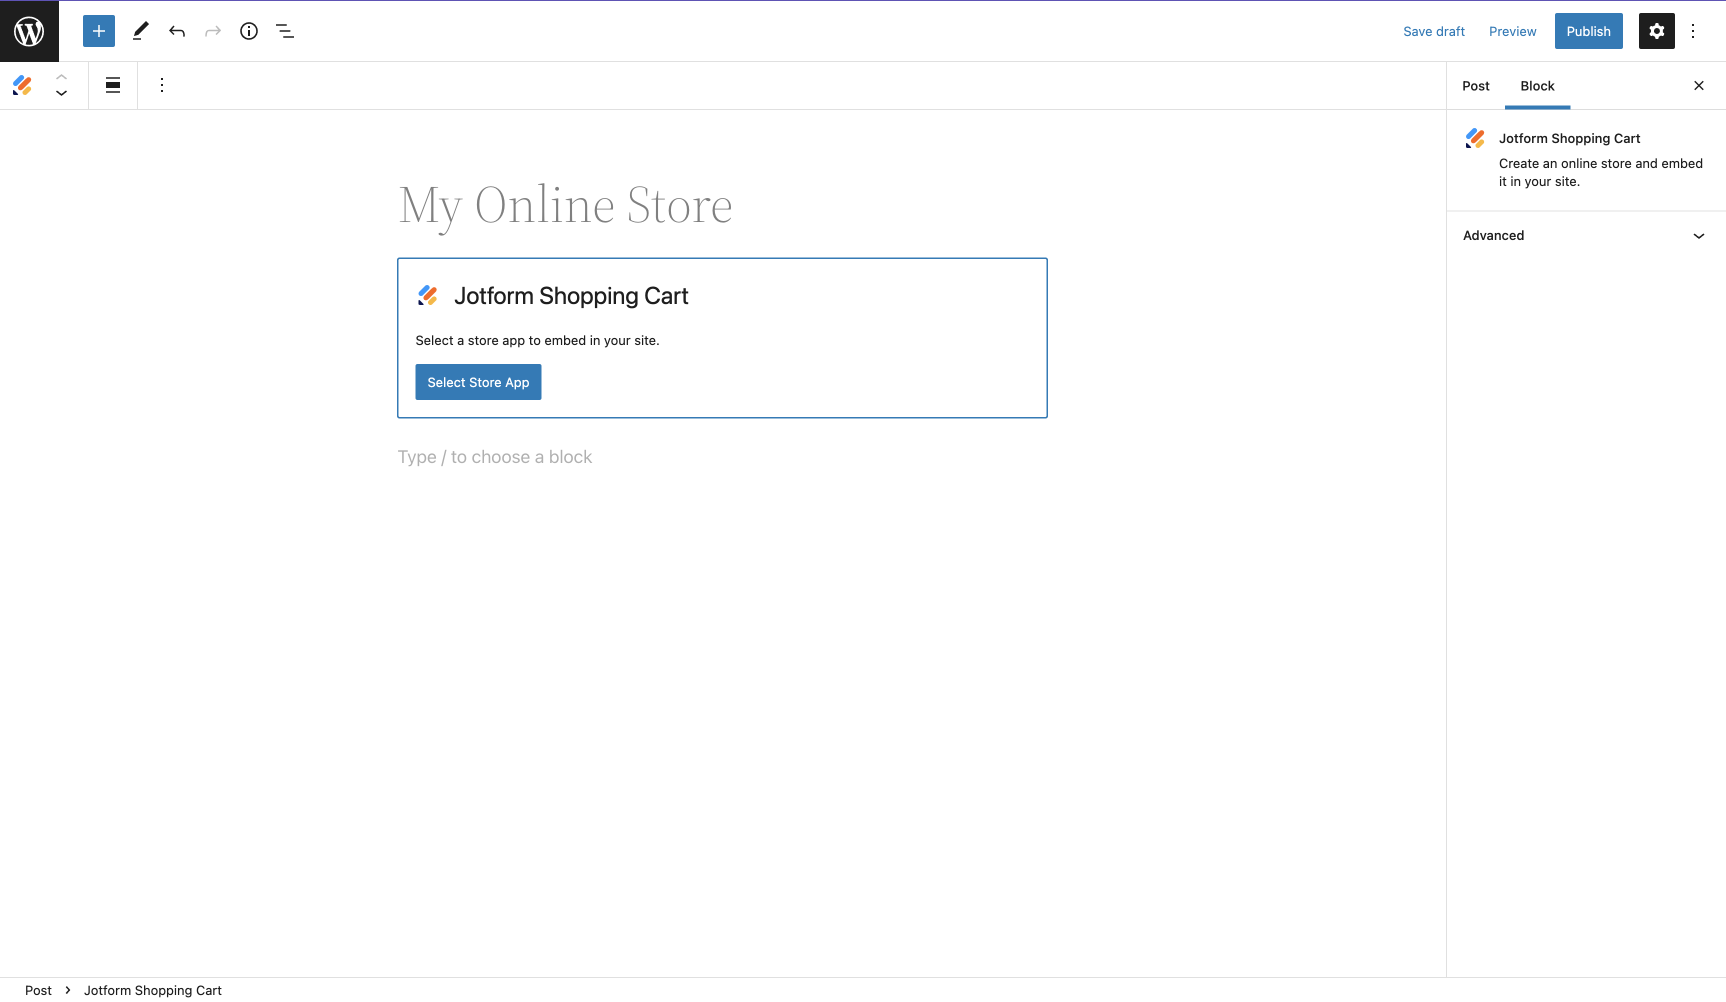 Save draft
Preview
Publish
Post
Block
Jotform Shopping Cart
Create an online store and embed
it in your site.
Advanced
My Online Store
Jotform Shopping Cart
Select a store app to embed in your site.
Select Store App
Type / to choose a block
Post
Jotform Shopping Cart